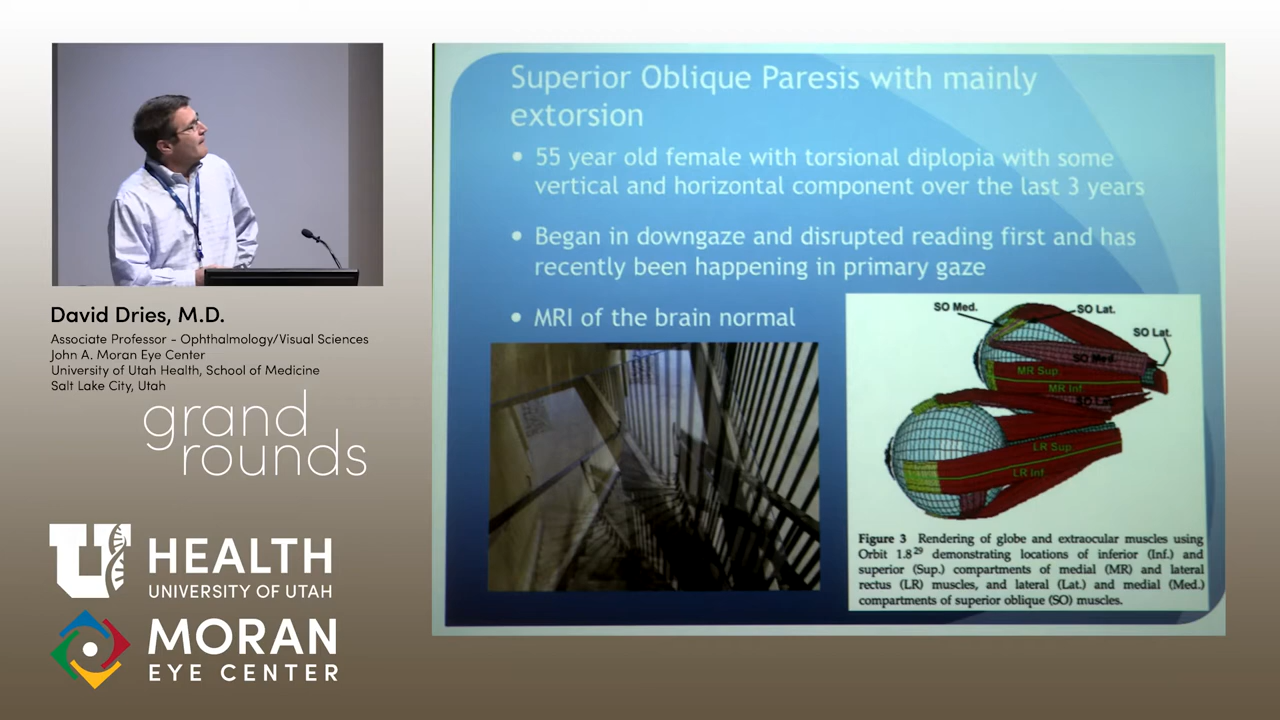 David Dries, M.D.
Associate Professor - Ophthalmology/Visual Sciences
John A. Moran Eye Center
University of Utah Health, School of Medicine
Salt Lake City, Utah
grand
rounds
U
HEALTH
UNIVERSITY OF UTAH
MORAN
EYE CENTER
Superior Oblique Paresis with mainly
extorsion
• 55 year old female with torsional diplopia with some
vertical and horizontal component over the last 3 years
• Began in downgaze and disrupted reading first and has
recently been happening in primary gaze
• MRI of the brain normal
SO Med.
SO Lat.
SO Lat.
SO Med.
MR Sup
MR Inf
LR Sup
LR Inf
Figure 3 Rendering of globe and extraocular muscles using
Orbit 1.8²⁹ demonstrating locations of inferior (Inf.) and
superior (Sup.) compartments of medial (MR) and lateral
rectus (LR) muscles, and lateral (Lat.) and medial (Med.)
compartments of superior oblique (SO) muscles.